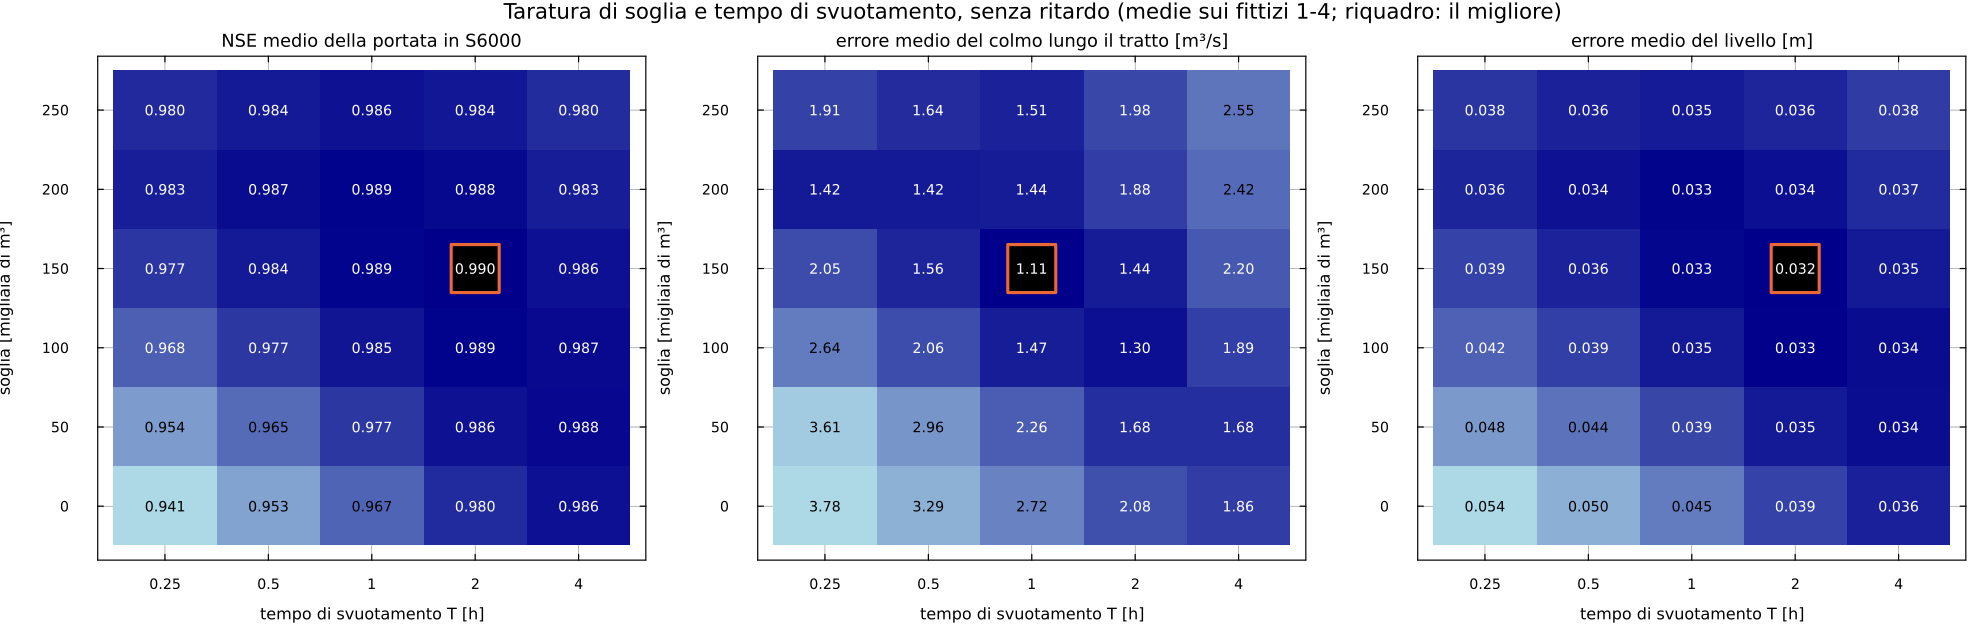 Taratura di soglia e tempo di svuotamento, senza ritardo (medie sui fittizi 1-4; riquadro: il migliore)
NSE medio della portata in S6000
soglia [migliaia di m³]
250 0.980 0.984 0.986 0.984 0.980
200 0.983 0.987 0.989 0.988 0.983
150 0.977 0.984 0.989 0.990 0.986
100 0.968 0.977 0.985 0.989 0.987
50 0.954 0.965 0.977 0.986 0.988
0 0.941 0.953 0.967 0.980 0.986
0.25 0.5 1 2 4
tempo di svuotamento T [h]
errore medio del colmo lungo il tratto [m³/s]
soglia [migliaia di m³]
250 1.91 1.64 1.51 1.98 2.55
200 1.42 1.42 1.44 1.88 2.42
150 2.05 1.56 1.11 1.44 2.20
100 2.64 2.06 1.47 1.30 1.89
50 3.61 2.96 2.26 1.68 1.68
0 3.78 3.29 2.72 2.08 1.86
0.25 0.5 1 2 4
tempo di svuotamento T [h]
errore medio del livello [m]
soglia [migliaia di m³]
250 0.038 0.036 0.035 0.036 0.038
200 0.036 0.034 0.033 0.034 0.037
150 0.039 0.036 0.033 0.032 0.035
100 0.042 0.039 0.035 0.033 0.034
50 0.048 0.044 0.039 0.035 0.034
0 0.054 0.050 0.045 0.039 0.036
0.25 0.5 1 2 4
tempo di svuotamento T [h]